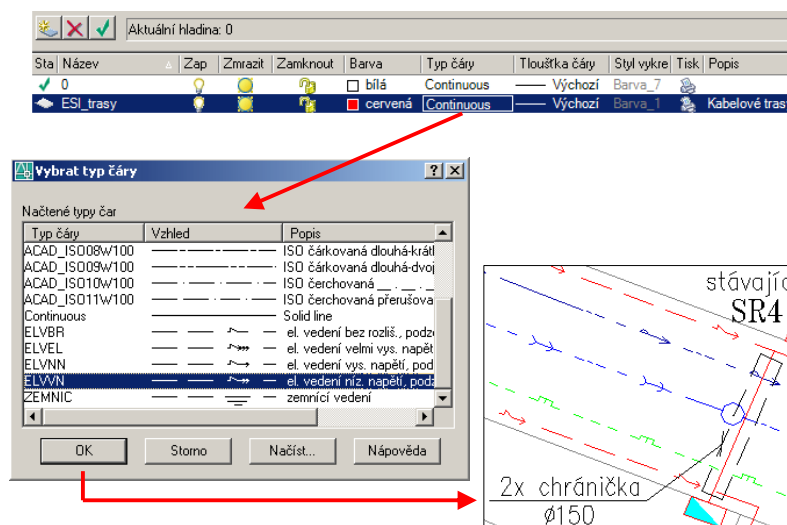 Aktuální hladina: 0
Sta Název Zap Zmrazit Zamknout Barva Typ čáry Tloušťka čáry Styl vykre Tisk Popis
0 bílá Continuous Výchozí Barva_7
ESI_trasy cervená Continuous Výchozí Barva_1 Kabelové tras
Vybrat typ čáry
Načtené typy čar
Typ čáry Vzhled Popis
ACAD_ISO08W100 ISO čárkovaná dlouhá-krátl
ACAD_ISO09W100 ISO čárkovaná dlouhá-dvoj
ACAD_ISO10W100 ISO čerchovaná __ . __ .
ACAD_ISO11W100 ISO čerchovaná přerušova
Continuous Solid line
ELVBR el. vedení bez rozliš., podze
ELVEL el. vedení velmi vys. napět
ELVNN el. vedení vys. napětí, pod
ELVVN el. vedení níz. napětí, podz
ZEMNIC zemnící vedení
OK Storno Načíst... Nápověda
stávajíc
SR4
2x chránička
ø150